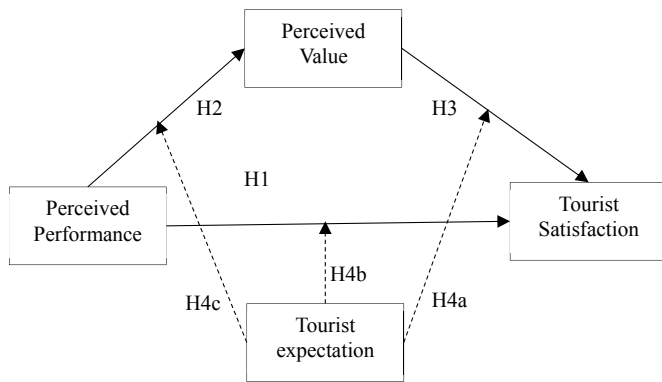 Perceived
Value
H2
H3
H1
Perceived
Performance
Tourist
Satisfaction
H4c
H4b
H4a
Tourist
expectation